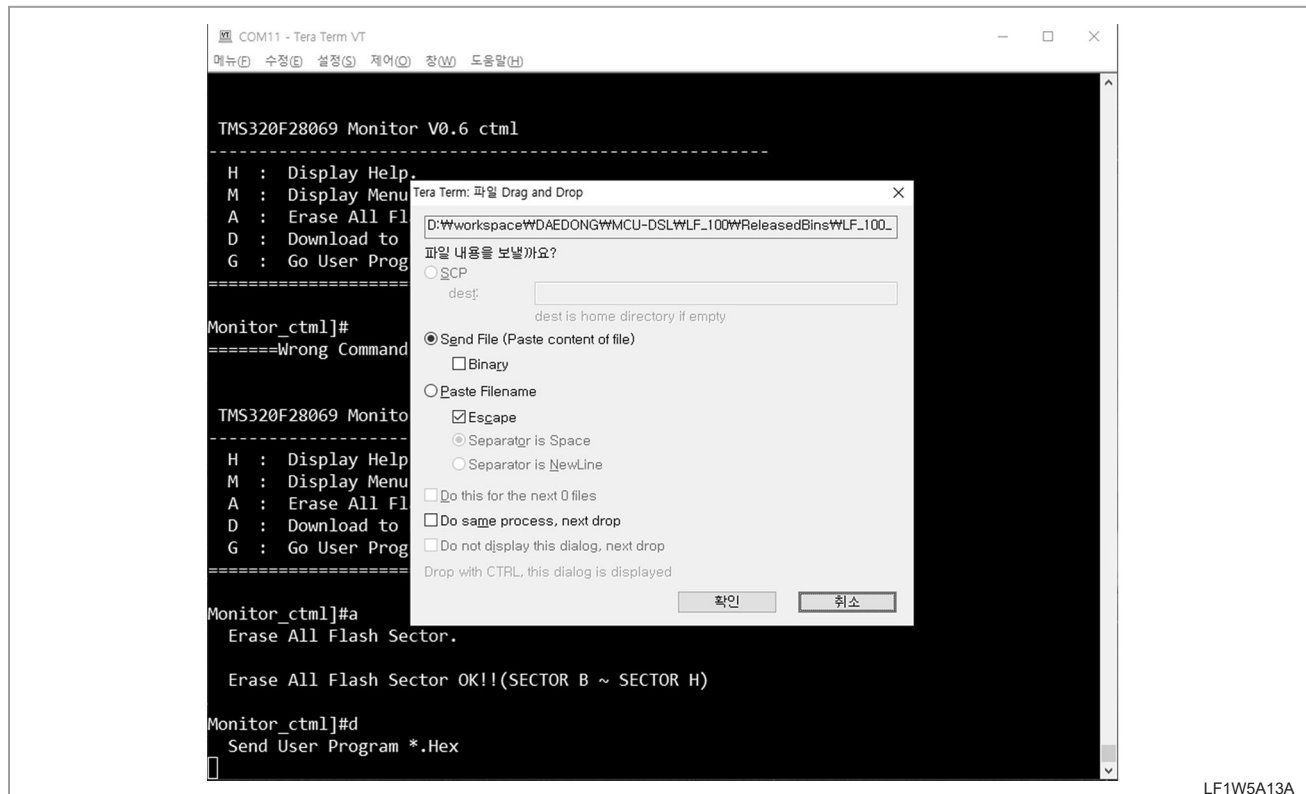 COM11 - Tera Term VT
메뉴(F) 수정(E) 설정(S) 제어(O) 창(W) 도움말(H)
TMS320F28069 Monitor V0.6 ctml
--------------------------------------------------------
H : Display Help.
M : Display Menu
A : Erase All Fl
D : Download to
G : Go User Prog
====================
Monitor_ctml]#
=======Wrong Command
TMS320F28069 Monito
--------------------
H : Display Help
M : Display Menu
A : Erase All Fl
D : Download to
G : Go User Prog
====================
Monitor_ctml]#a
Erase All Flash Sector.
Erase All Flash Sector OK!!(SECTOR B ~ SECTOR H)
Monitor_ctml]#d
Send User Program *.Hex
Tera Term: 파일 Drag and Drop
D:₩workspace₩DAEDONG₩MCU-DSL₩LF_100₩ReleasedBins₩LF_100_
파일 내용을 보낼까요?
SCP
dest:
dest is home directory if empty
Send File (Paste content of file)
Binary
Paste Filename
Escape
Separator is Space
Separator is NewLine
Do this for the next 0 files
Do same process, next drop
Do not display this dialog, next drop
Drop with CTRL, this dialog is displayed
확인 취소
LF1W5A13A